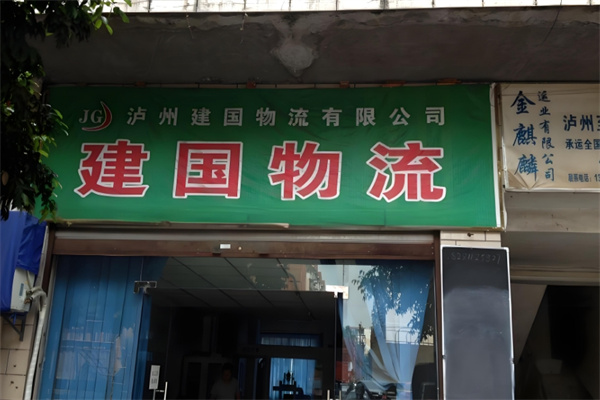 JG 泸州建国物流有限公司
建国物流
金麒麟
运业有限公司
泸州至
承运全国